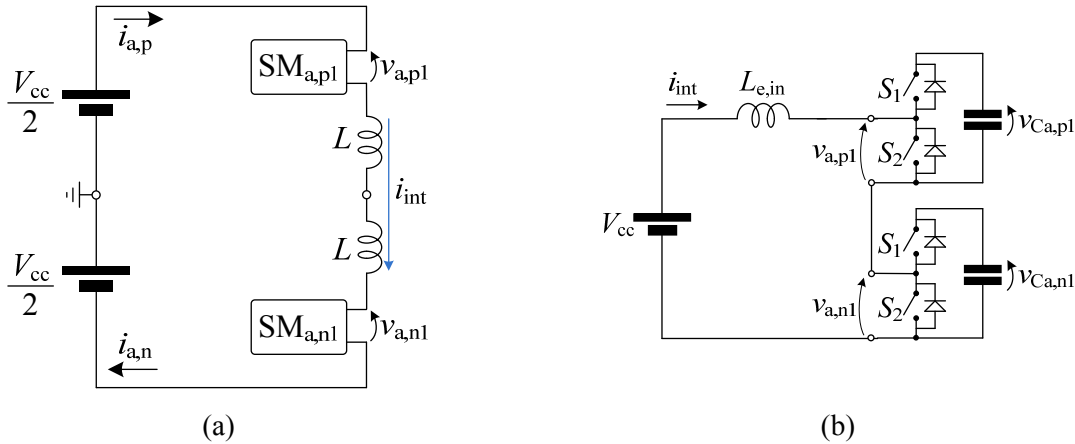 i_a,p
V_cc
2
SM_a,p1
v_a,p1
L
i_int
V_cc
2
L
SM_a,n1
v_a,n1
i_a,n
(a)
i_int
L_e,in
S_1
v_Ca,p1
v_a,p1
S_2
V_cc
S_1
v_Ca,n1
v_a,n1
S_2
(b)